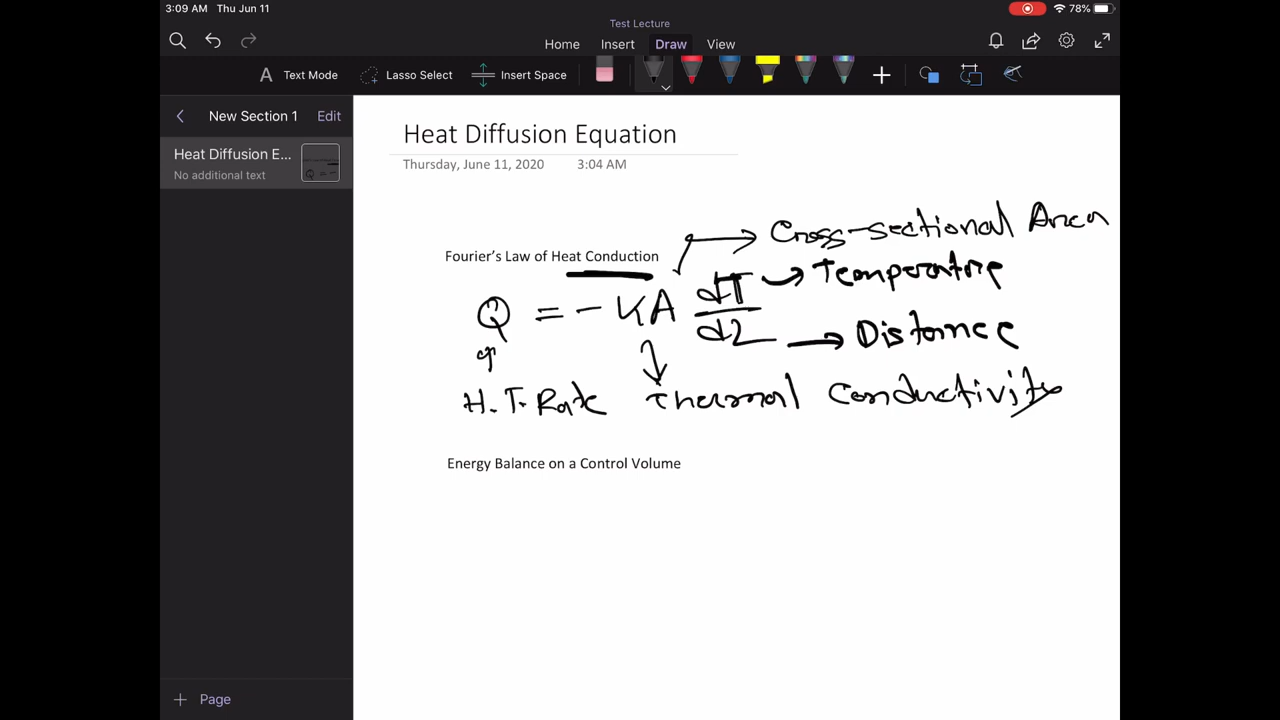 3:09 AM Thu Jun 11
78%
Test Lecture
Home Insert Draw View
A Text Mode Lasso Select Insert Space
New Section 1 Edit
Heat Diffusion E...
No additional text
Page
Heat Diffusion Equation
Thursday, June 11, 2020 3:04 AM
Cross-sectional Area
Fourier's Law of Heat Conduction
Temperature
Q = - KA dT/dL
Distance
H.T. Rate Thermal Conductivity
Energy Balance on a Control Volume